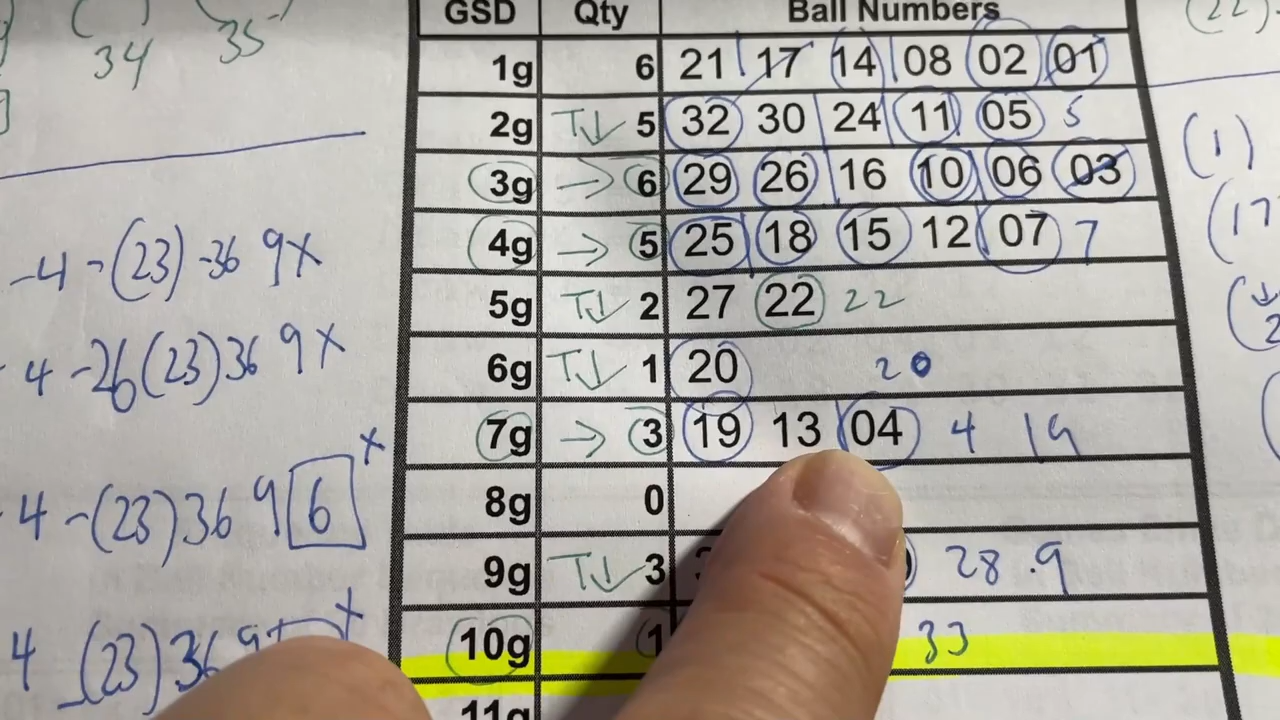 GSD Qty Ball Numbers
34 35 (22)
1g 6 21 17 14 08 02 01
2g T↓ 5 32 30 24 11 05 5
(1)
3g → 6 29 26 16 10 06 03
(17
4g → 5 25 18 15 12 07 7
-4-(23)-36 9x
5g T↓ 2 27 22 22
4-26(23)36 9x
6g T↓ 1 20 20
7g → 3 19 13 04 4 19
4-(23)36 9 6 x
8g 0
9g T↓ 3 28.9
4 (23)36 9 x
10g 1 33
11g